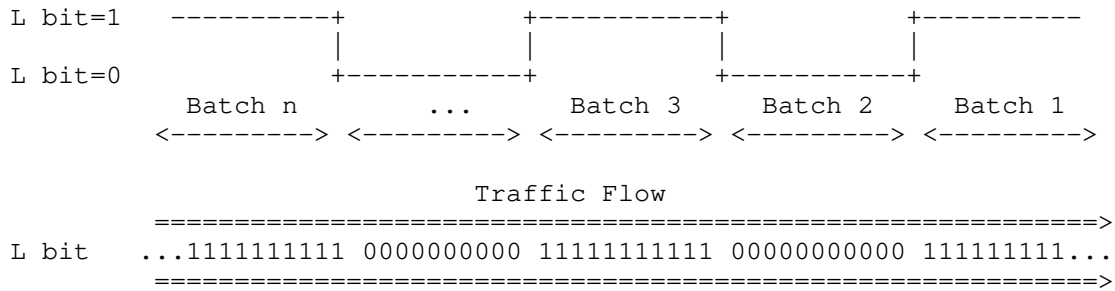 L bit=1   ----------+           +-----------+           +----------
                    |           |           |           |
L bit=0             +-----------+           +-----------+
           Batch n        ...      Batch 3     Batch 2     Batch 1
         <---------> <---------> <---------> <---------> <--------->
                             Traffic Flow
         ===========================================================>
L bit   ...1111111111 0000000000 11111111111 00000000000 111111111...
         ===========================================================>